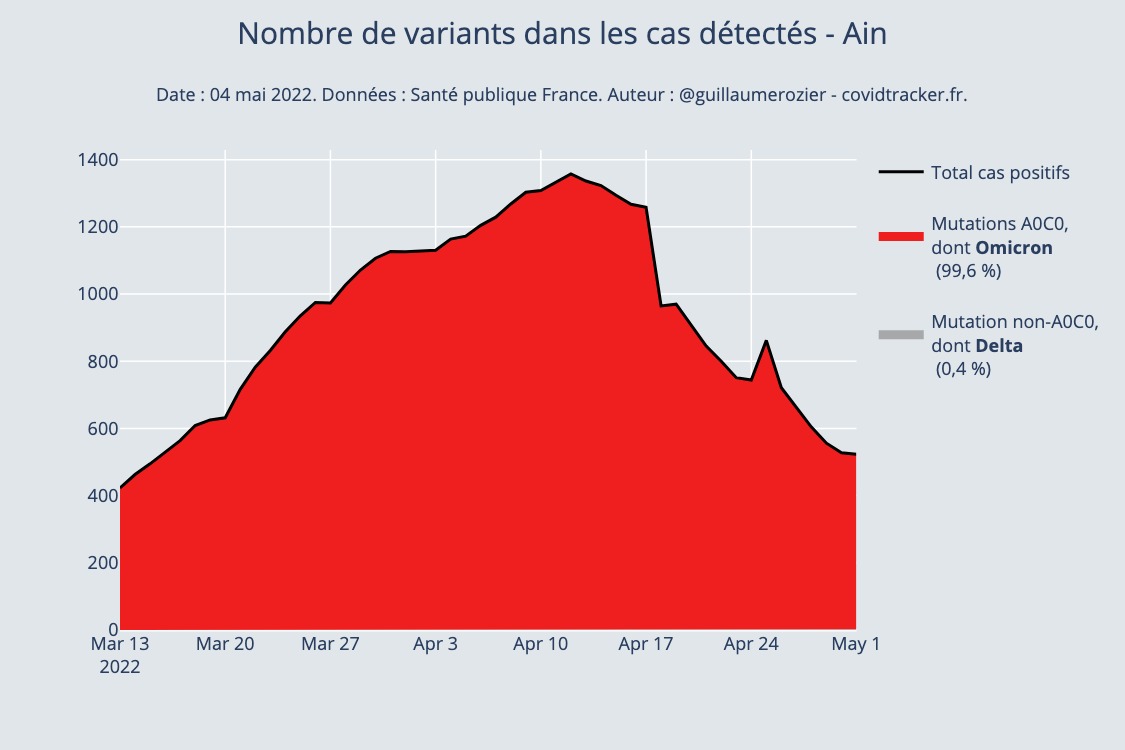 Nombre de variants dans les cas détectés - Ain
Date : 04 mai 2022. Données : Santé publique France. Auteur : @guillaumerozier - covidtracker.fr.
1400
1200
1000
800
600
400
200
0
Mar 13
2022
Mar 20
Mar 27
Apr 3
Apr 10
Apr 17
Apr 24
May 1
Total cas positifs
Mutations A0C0,
dont Omicron
(99,6 %)
Mutation non-A0C0,
dont Delta
(0,4 %)